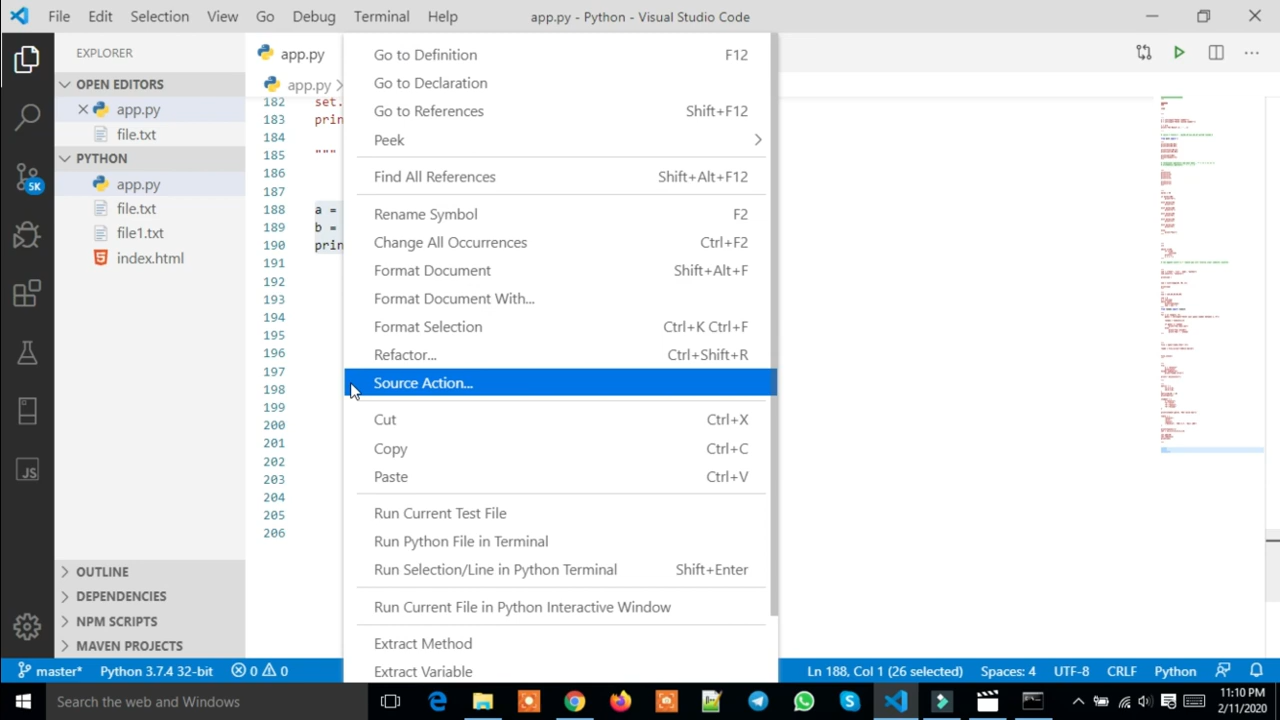 File Edit Selection View Go Debug Terminal Help app.py - Python - Visual Studio Code
EXPLORER
OPEN EDITORS
app.py
file.txt
PYTHON
app.py
file.txt
file1.txt
index.html
OUTLINE
DEPENDENCIES
NPM SCRIPTS
MAVEN PROJECTS
5K
app.py
app.py
182 set.
183 prin
184
185 """
186
187
188 a =
189 b =
190 prin
191
192
193
194
195
196
197
198
199
200
201
202
203
204
205
206
Go to Definition F12
Go to Declaration
Go to References Shift+F12
Peek
Find All References Shift+Alt+F12
Rename Symbol F2
Change All Occurrences Ctrl+F2
Format Document Shift+Alt+F
Format Document With...
Format Selection Ctrl+K Ctrl+F
Refactor... Ctrl+Shift+R
Source Action...
Cut Ctrl+X
Copy Ctrl+C
Paste Ctrl+V
Run Current Test File
Run Python File in Terminal
Run Selection/Line in Python Terminal Shift+Enter
Run Current File in Python Interactive Window
Extract Method
Extract Variable
master* Python 3.7.4 32-bit 0 0 Ln 188, Col 1 (26 selected) Spaces: 4 UTF-8 CRLF Python
Search the web and Windows
11:10 PM
2/11/2020